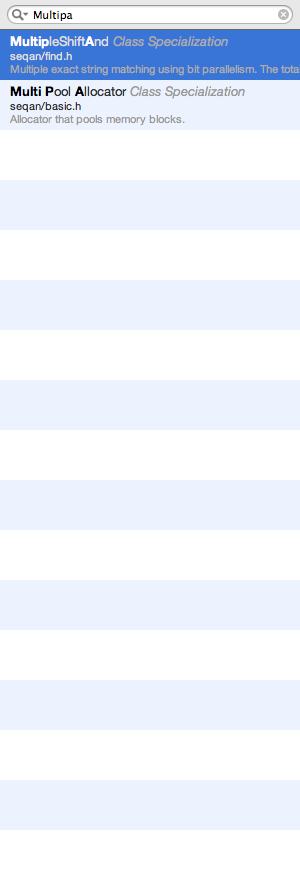 Multipa
MultipleShiftAnd Class Specialization
seqan/find.h
Multiple exact string matching using bit parallelism. The tota
Multi Pool Allocator Class Specialization
seqan/basic.h
Allocator that pools memory blocks.